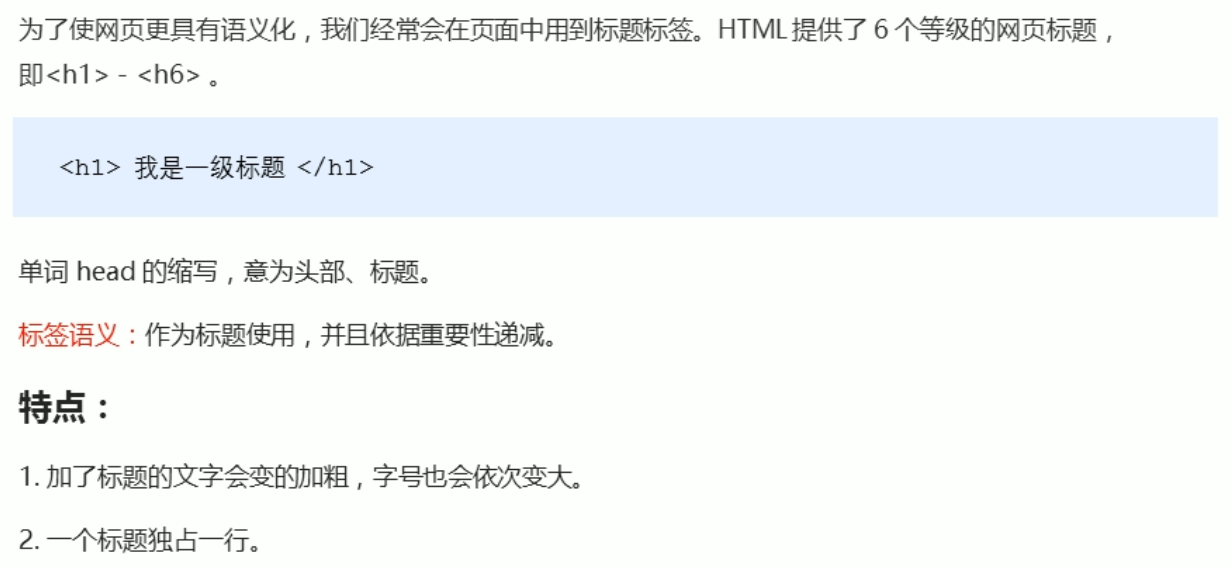 为了使网页更具有语义化，我们经常会在页面中用到标题标签。HTML提供了6个等级的网页标题，
即<h1> - <h6> 。
<h1> 我是一级标题 </h1>
单词 head 的缩写，意为头部、标题。
标签语义：作为标题使用，并且依据重要性递减。
特点：
1. 加了标题的文字会变的加粗，字号也会依次变大。
2. 一个标题独占一行。